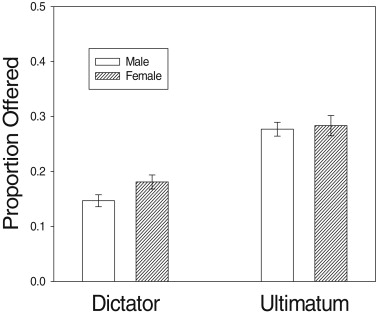 Proportion Offered
0.5
0.4
0.3
0.2
0.1
0.0
Male
Female
Dictator
Ultimatum